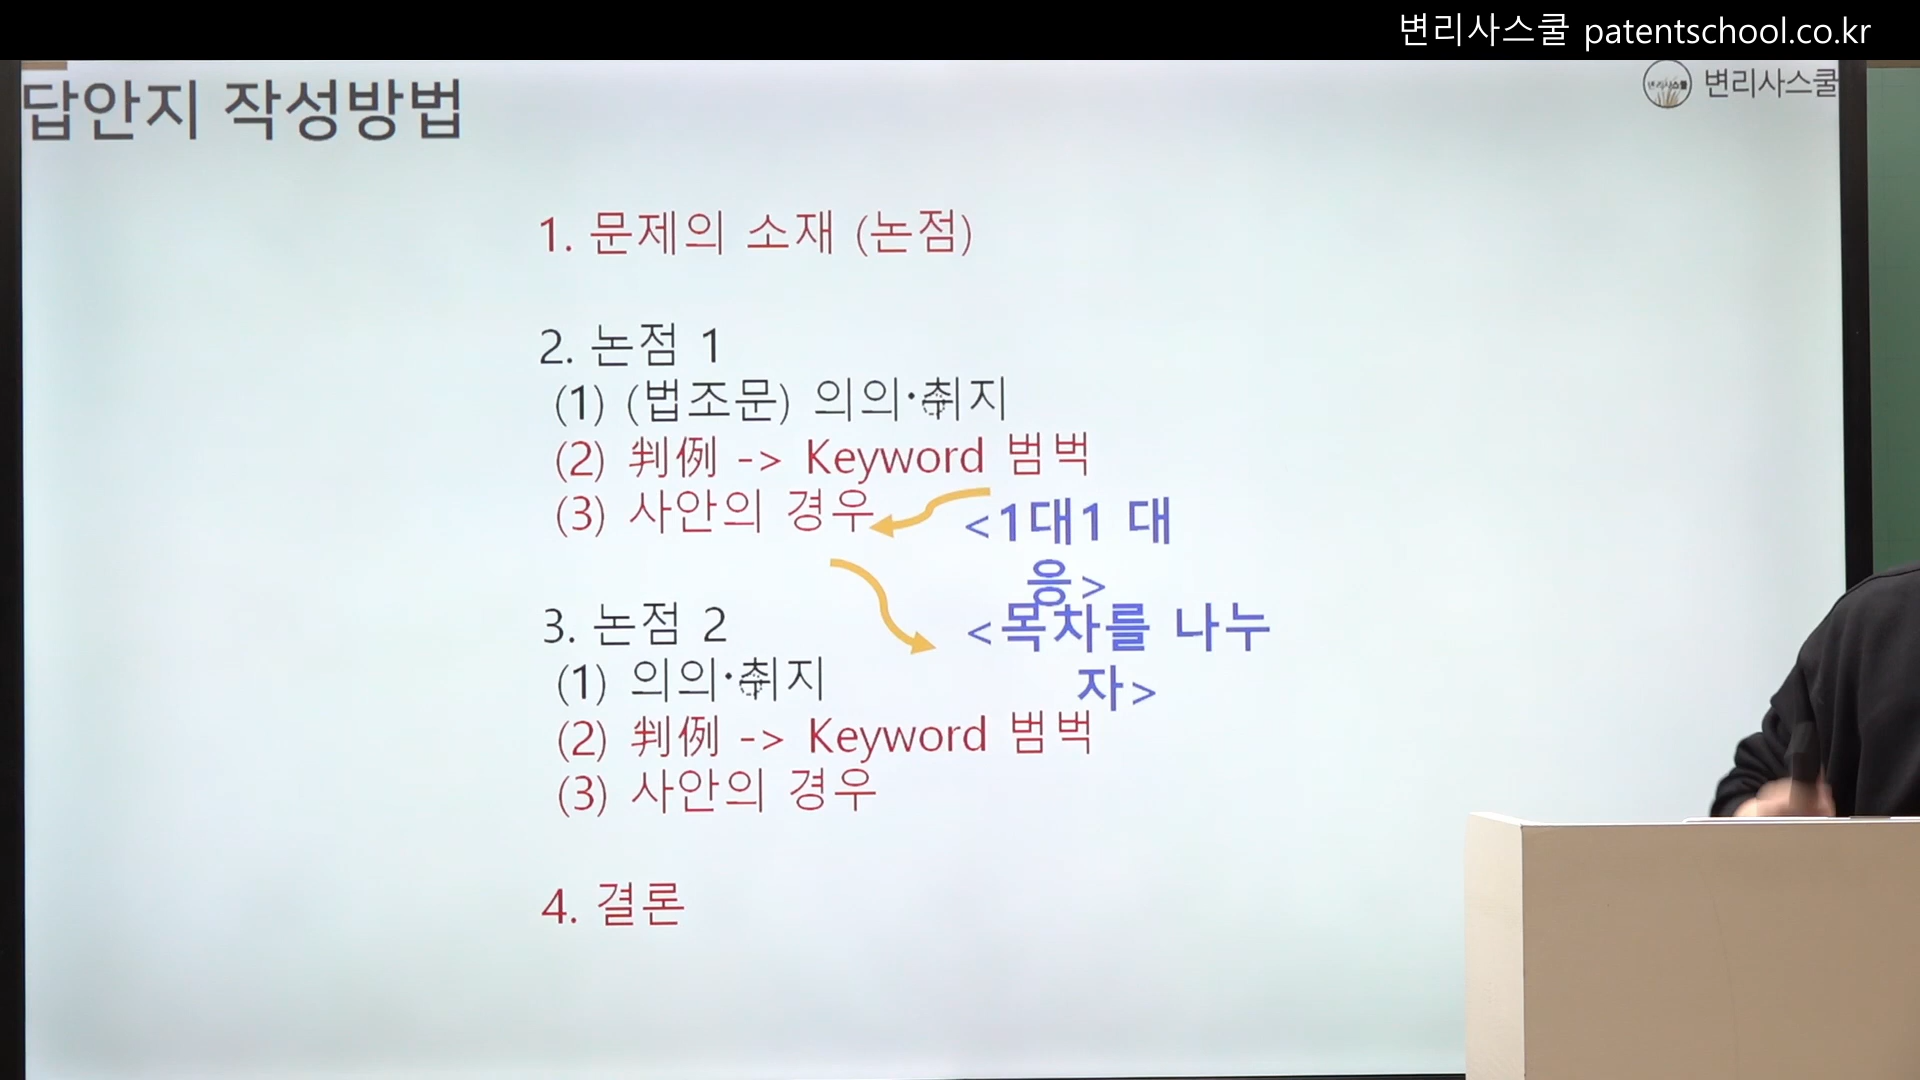 변리사스쿨 patentschool.co.kr
변리사스쿨
답안지 작성방법
1. 문제의 소재 (논점)
2. 논점 1
(1) (법조문) 의의·취지
(2) 判例 -> Keyword 범벅
(3) 사안의 경우
<1대1 대
응>
<목차를 나누
자>
3. 논점 2
(1) 의의·취지
(2) 判例 -> Keyword 범벅
(3) 사안의 경우
4. 결론